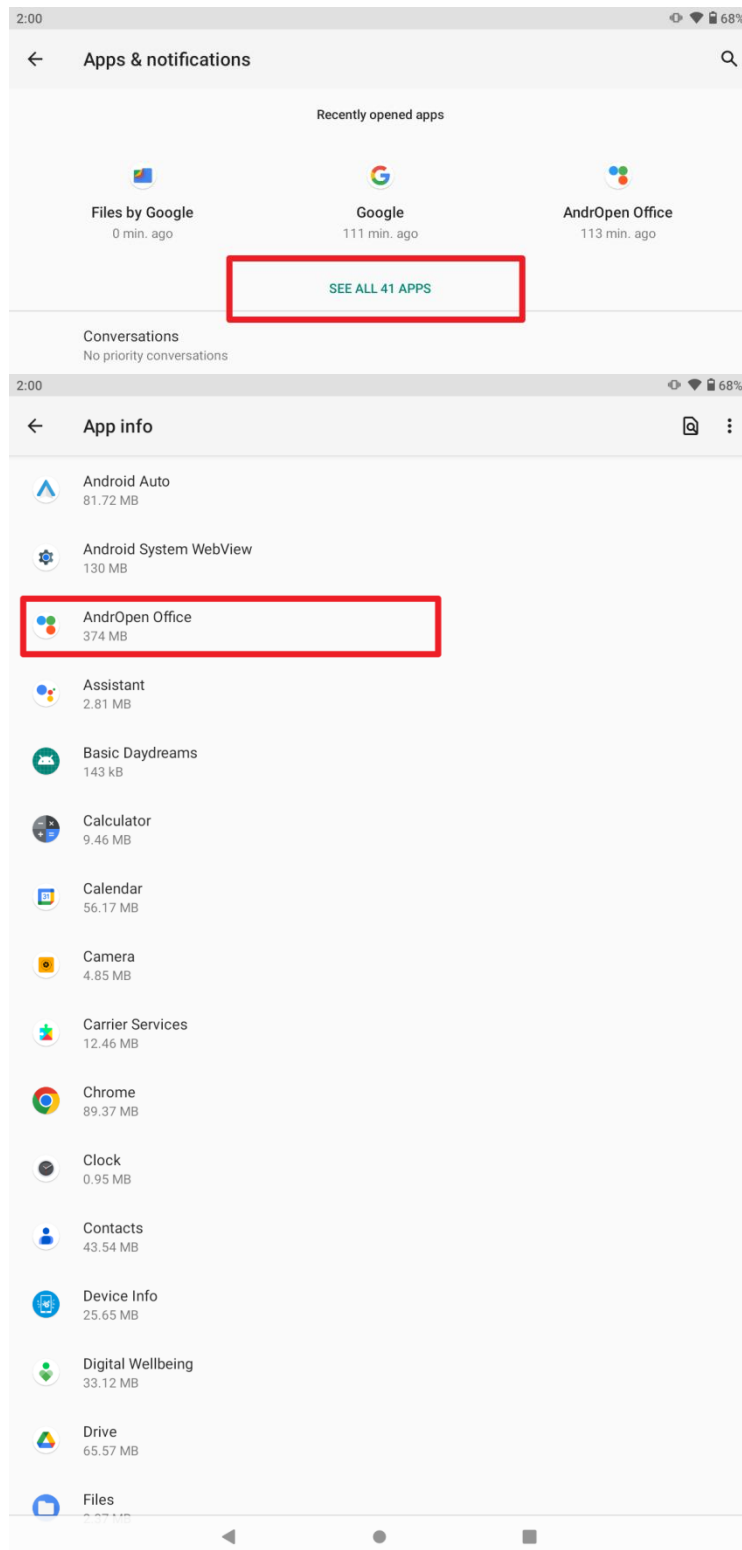 2:00
68%
Apps & notifications
Recently opened apps
Files by Google
Google
AndrOpen Office
0 min. ago
111 min. ago
113 min. ago
SEE ALL 41 APPS
Conversations
No priority conversations
2:00
68%
App info
Android Auto
81.72 MB
Android System WebView
130 MB
AndrOpen Office
374 MB
Assistant
2.81 MB
Basic Daydreams
143 kB
Calculator
9.46 MB
Calendar
31
56.17 MB
Camera
4.85 MB
Carrier Services
12.46 MB
Chrome
89.37 MB
Clock
0.95 MB
Contacts
43.54 MB
Device Info
25.65 MB
Digital Wellbeing
33.12 MB
Drive
65.57 MB
Files